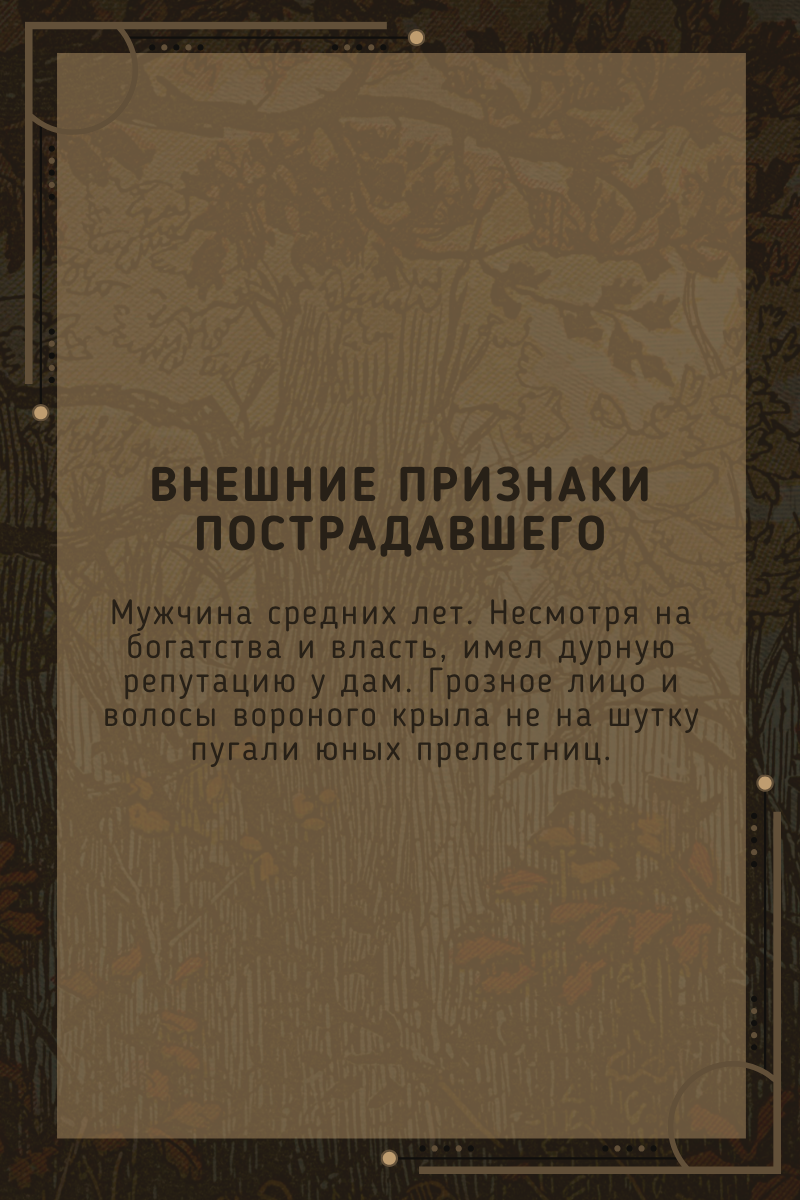 ВНЕШНИЕ ПРИЗНАКИ
ПОСТРАДАВШЕГО
Мужчина средних лет. Несмотря на
богатства и власть, имел дурную
репутацию у дам. Грозное лицо и
волосы вороного крыла не на шутку
пугали юных прелестниц.